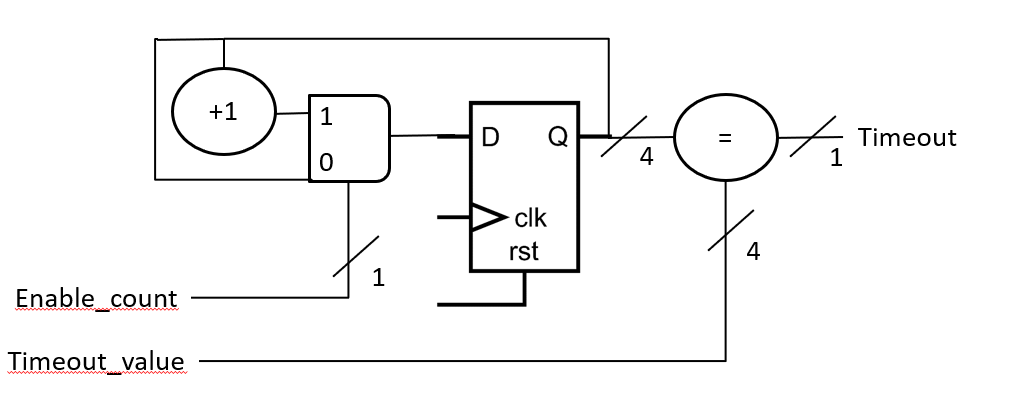 +1
1
0
D
Q
clk
rst
4
=
1
Timeout
4
1
Enable_count
Timeout_value